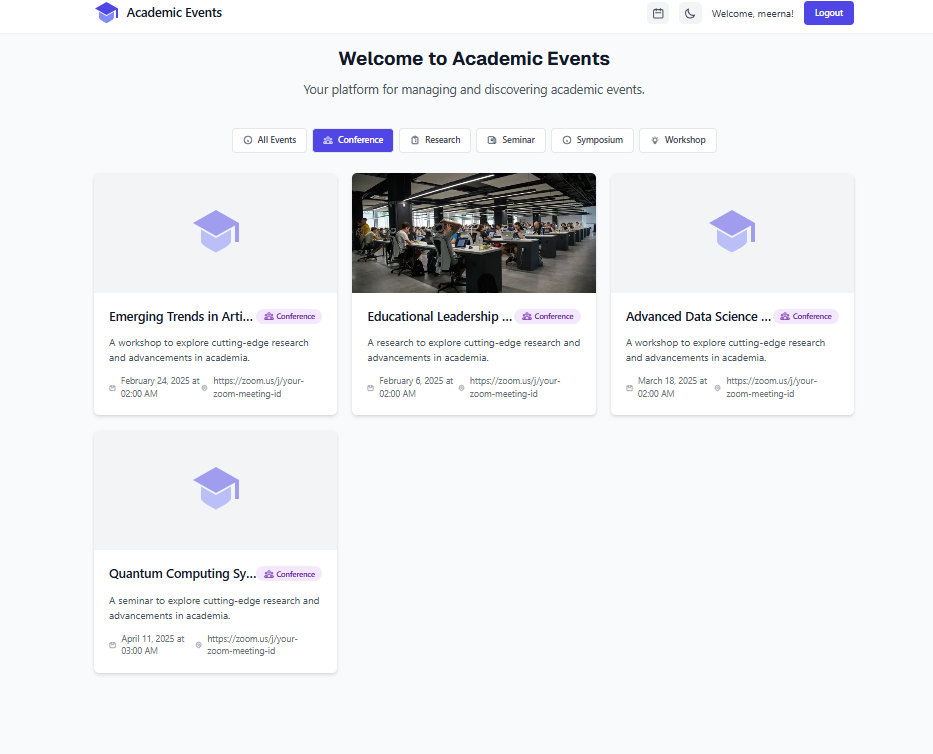 Academic Events
Welcome, meerna!
Logout
Welcome to Academic Events
Your platform for managing and discovering academic events.
All Events
Conference
Research
Seminar
Symposium
Workshop
Emerging Trends in Arti...
Conference
A workshop to explore cutting-edge research
and advancements in academia.
February 24, 2025 at
02:00 AM
https://zoom.us/j/your-
zoom-meeting-id
Educational Leadership ...
Conference
A research to explore cutting-edge research and
advancements in academia.
February 6, 2025 at
02:00 AM
https://zoom.us/j/your-
zoom-meeting-id
Advanced Data Science ...
Conference
A workshop to explore cutting-edge research
and advancements in academia.
March 18, 2025 at
02:00 AM
https://zoom.us/j/your-
zoom-meeting-id
Quantum Computing Sy...
Conference
A seminar to explore cutting-edge research and
advancements in academia.
April 11, 2025 at
03:00 AM
https://zoom.us/j/your-
zoom-meeting-id